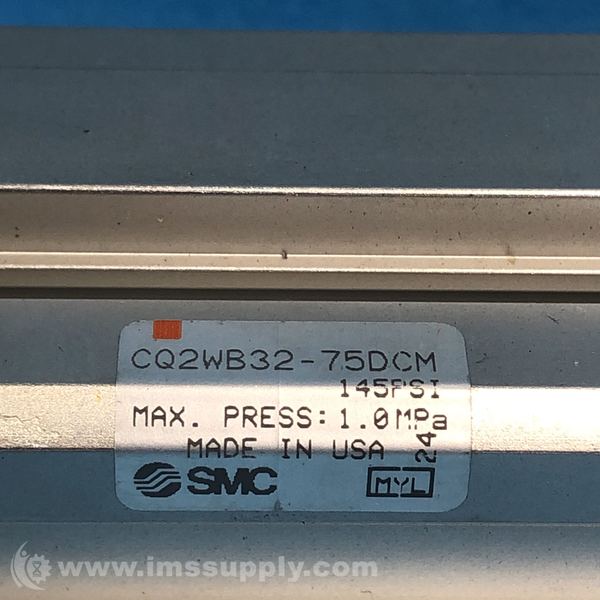 CQ2WB32-75DCM
145PSI
MAX. PRESS: 1.0MPa
MADE IN USA
24
SMC
MYL
www.imssupply.com